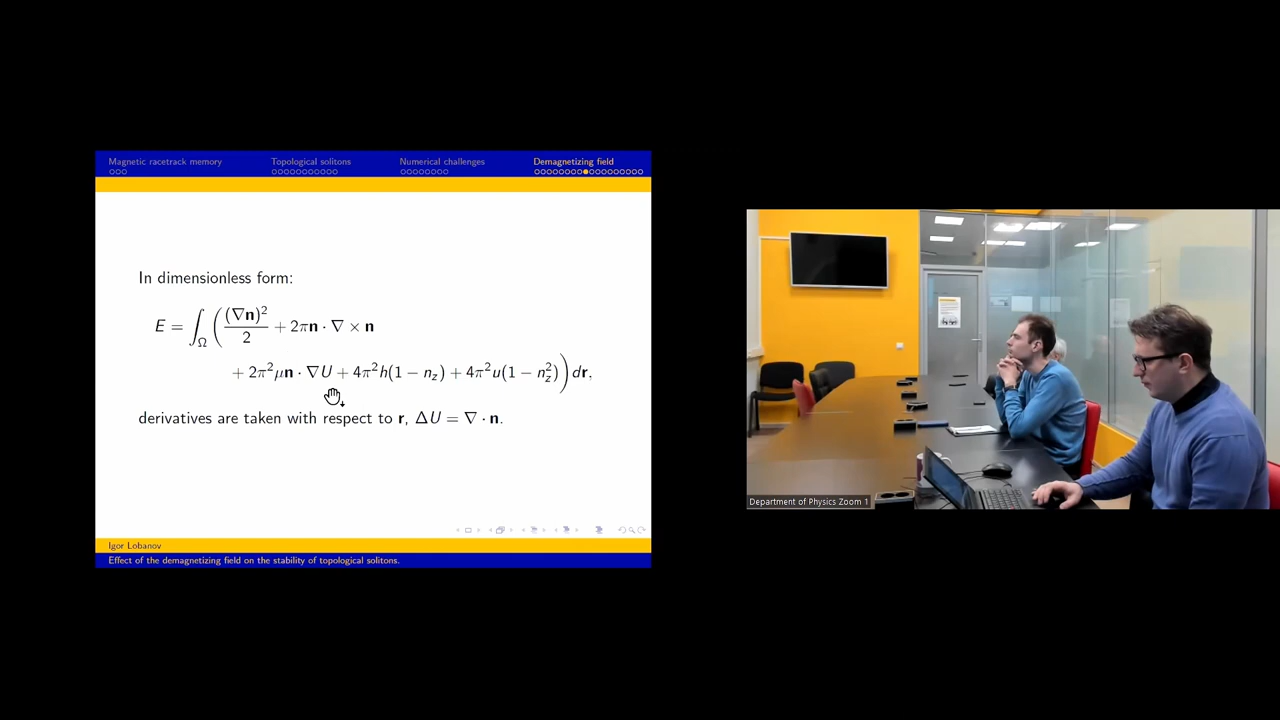 Magnetic racetrack memory Topological solitons Numerical challenges Demagnetizing field
In dimensionless form:
E = ∫_Ω ( (∇n)²/2 + 2πn · ∇ × n
+ 2π²μn · ∇U + 4π²h(1 − n_z) + 4π²u(1 − n_z²) ) dr,
derivatives are taken with respect to r, ΔU = ∇ · n.
Igor Lobanov
Effect of the demagnetizing field on the stability of topological solitons.
Department of Physics Zoom 1